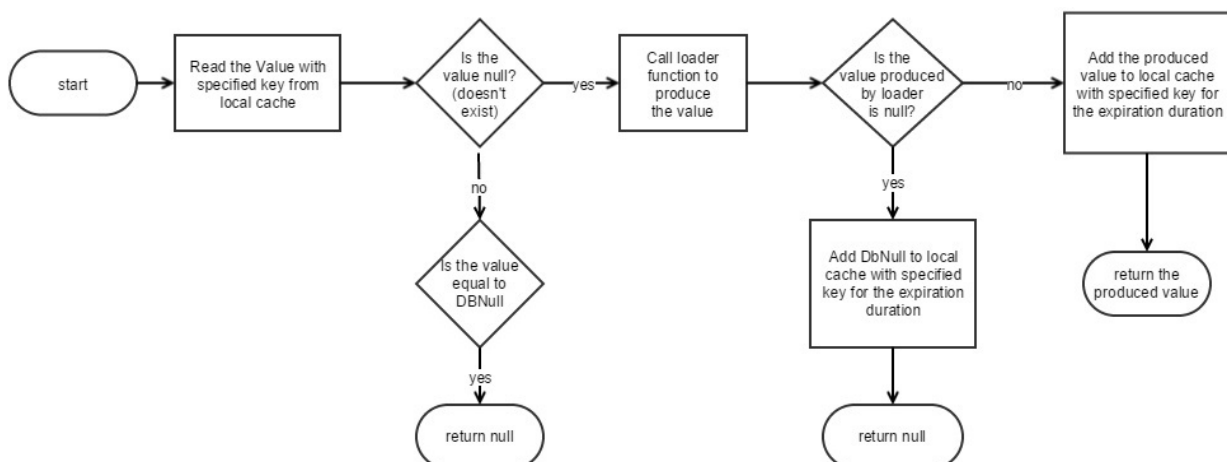 start
Read the Value with
specified key from
local cache
Is the
value null?
(doesn't
exist)
yes
Call loader
function to
produce
the value
Is the
value produced
by loader
is null?
no
Add the produced
value to local cache
with specified key for
the expiration duration
no
yes
Is the value
equal to
DBNull
Add DbNull to local
cache with specified
key for the expiration
duration
return the
produced value
yes
return null
return null